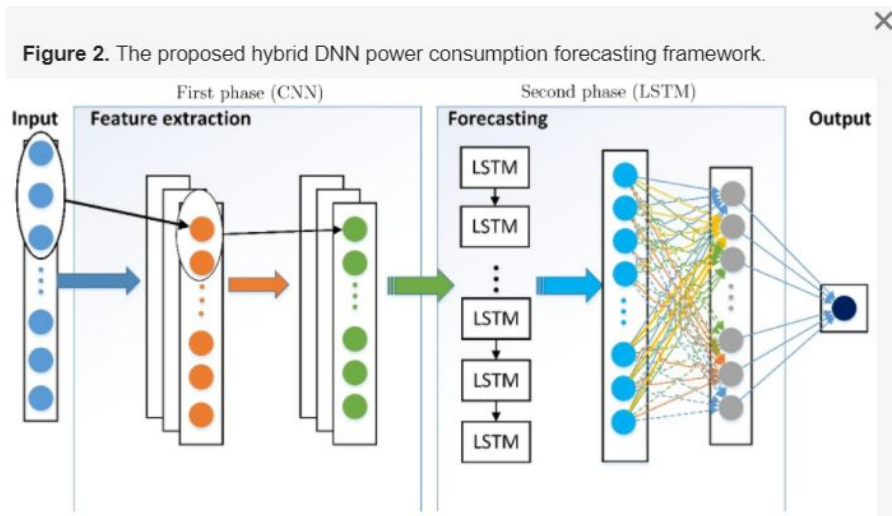 Figure 2. The proposed hybrid DNN power consumption forecasting framework.
First phase (CNN)
Second phase (LSTM)
Input
Feature extraction
Forecasting
Output
LSTM
LSTM
LSTM
LSTM
LSTM